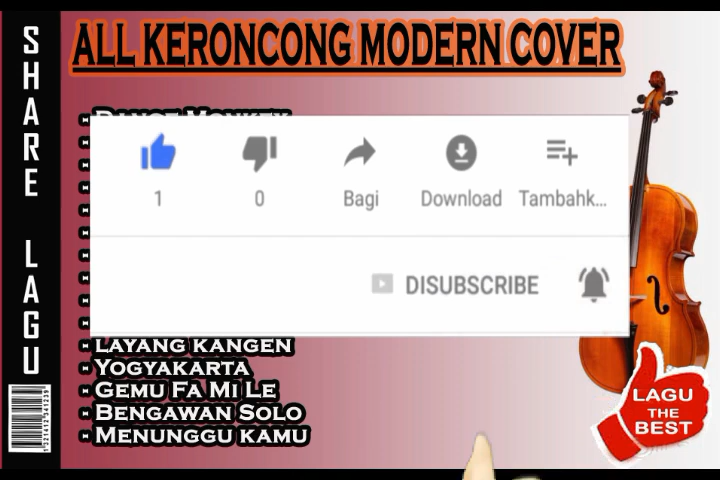 ALL KERONCONG MODERN COVER
SHARE LAGU
1
0
Bagi
Download
Tambahk...
DISUBSCRIBE
LAYANG KANGEN
YOGYAKARTA
GEMU FA MI LE
BENGAWAN SOLO
MENUNGGU KAMU
LAGU
THE
BEST